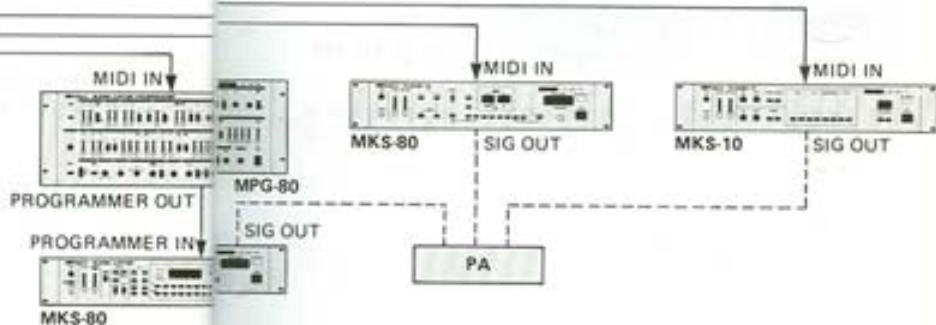 MIDI IN
MPG-80
PROGRAMMER OUT
PROGRAMMER IN
SIG OUT
MKS-80
MIDI IN
MKS-80
SIG OUT
MIDI IN
MKS-10
SIG OUT
PA